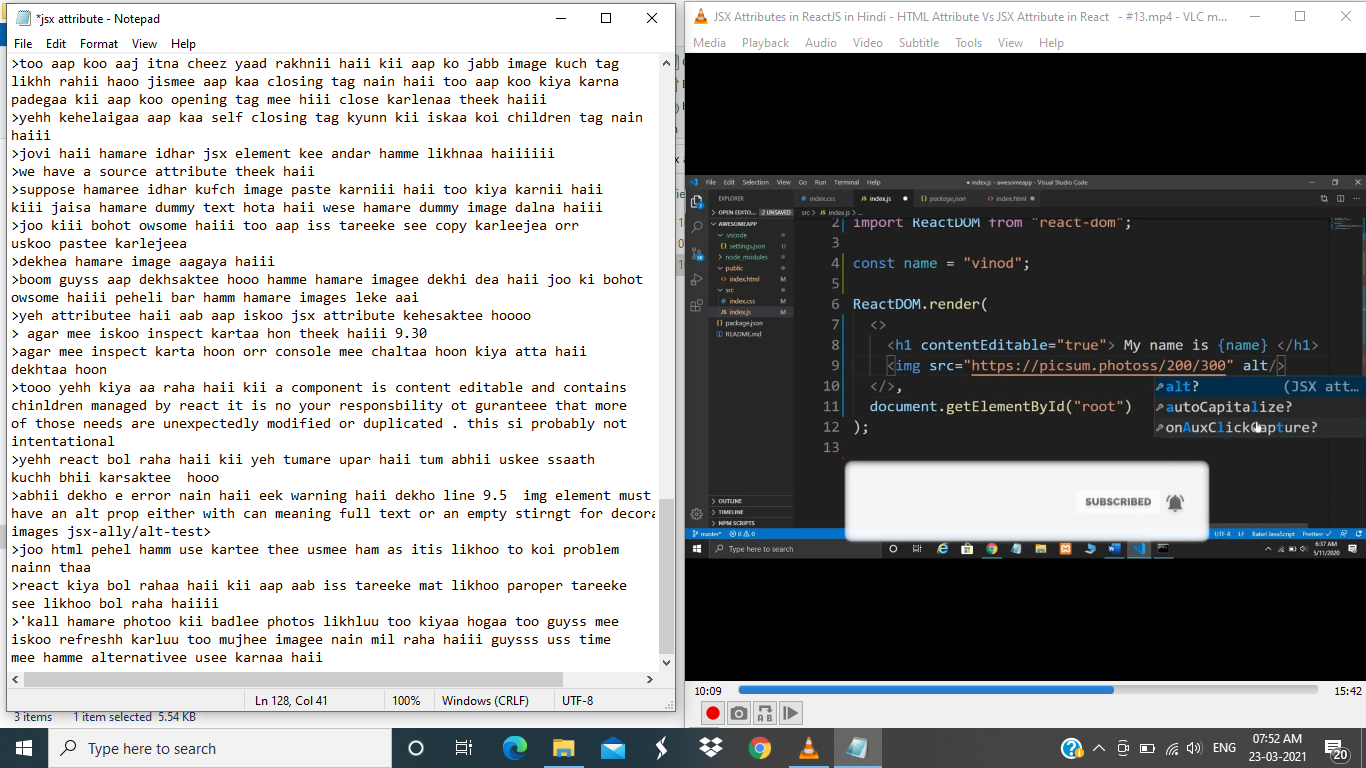 *jsx attribute - Notepad
File Edit Format View Help
>too aap koo aaj itna cheez yaad rakhnii haii kii aap ko jabb image kuch tag
likhh rahii haoo jismee aap kaa closing tag nain haii too aap koo kiya karna
padegaa kii aap koo opening tag mee hiii close karlenaa theek haiii
>yehh kehelaigaa aap kaa self closing tag kyunn kii iskaa koi children tag nain
haiii
>jovi haii hamare idhar jsx element kee andar hamme likhnaa haiiiiii
>we have a source attribute theek haii
>suppose hamaree idhar kufch image paste karniii haii too kiya karnii haii
kiii jaisa hamare dummy text hota haii wese hamare dummy image dalna haiii
>joo kiii bohot owsome haiii too aap iss tareeke see copy karleejea orr
uskoo pastee karlejeea
>dekhea hamare image aagaya haiii
>boom guyss aap dekhsaktee hooo hamme hamare imagee dekhi dea haii joo ki bohot
owsome haiii peheli bar hamm hamare images leke aai
>yeh attributee haii aab aap iskoo jsx attribute kehesaktee hoooo
> agar mee iskoo inspect kartaa hon theek haiii 9.30
>agar mee inspect karta hoon orr console mee chaltaa hoon kiya atta haii
dekhtaa hoon
>tooo yehh kiya aa raha haii kii a component is content editable and contains
chinldren managed by react it is no your responsbility ot guranteee that more
of those needs are unexpectedly modified or duplicated . this si probably not
intentational
>yehh react bol raha haii kii yeh tumare upar haii tum abhii uskee ssaath
kuchh bhii karsaktee  hooo
>abhii dekho e error nain haii eek warning haii dekho line 9.5  img element must
have an alt prop either with can meaning full text or an empty stirngt for decora
images jsx-ally/alt-test>
>joo html pehel hamm use kartee thee usmee ham as itis likhoo to koi problem
nainn thaa
>react kiya bol rahaa haii kii aap aab iss tareeke mat likhoo paroper tareeke
see likhoo bol raha haiiii
>'kall hamare photoo kii badlee photos likhluu too kiyaa hogaa too guyss mee
iskoo refreshh karluu too mujhee imagee nain mil raha haiii guysss uss time
mee hamme alternativee usee karnaa haii
Ln 128, Col 41 100% Windows (CRLF) UTF-8
3 items 1 item selected 5.54 KB
JSX Attributes in ReactJS in Hindi - HTML Attribute Vs JSX Attribute in React - #13.mp4 - VLC m...
Media Playback Audio Video Subtitle Tools View Help
File Edit Selection View Go Run Terminal Help
● index.js - awesomeapp - Visual Studio Code
EXPLORER
OPEN EDITO... 2 UNSAVED
AWESOMEAPP
.vscode
settings.json U
node_modules
public
index.html M
src
index.css M
index.js M
package.json
README.md
OUTLINE
TIMELINE
NPM SCRIPTS
index.css index.js package.json index.html
src > index.js > ...
2 import ReactDOM from "react-dom";
3
4 const name = "vinod";
5
6 ReactDOM.render(
7 <>
8 <h1 contentEditable="true"> My name is {name} </h1>
9 <img src="https://picsum.photoss/200/300" alt/>
10 </>,
11 document.getElementById("root")
12 );
13
alt? (JSX att...
autoCapitalize?
onAuxClickCapture?
SUBSCRIBED
master* 0 0
UTF-8 LF Babel JavaScript Prettier: ✓
Type here to search
6:37 AM
5/11/2020
10:09 15:42
Type here to search
ENG
07:52 AM
23-03-2021
20